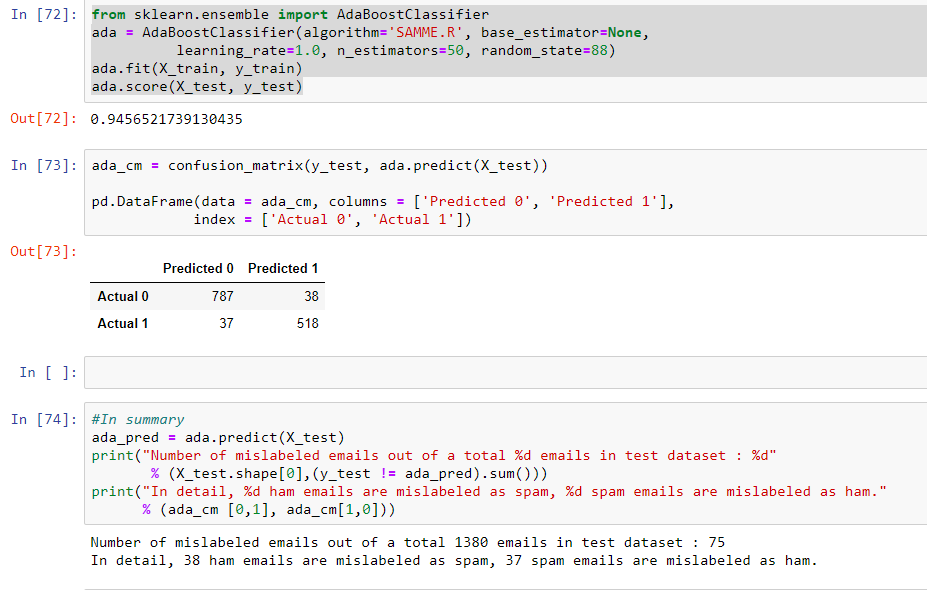 In [72]: from sklearn.ensemble import AdaBoostClassifier
ada = AdaBoostClassifier(algorithm='SAMME.R', base_estimator=None,
learning_rate=1.0, n_estimators=50, random_state=88)
ada.fit(X_train, y_train)
ada.score(X_test, y_test)
Out[72]: 0.9456521739130435
In [73]: ada_cm = confusion_matrix(y_test, ada.predict(X_test))
pd.DataFrame(data = ada_cm, columns = ['Predicted 0', 'Predicted 1'],
index = ['Actual 0', 'Actual 1'])
Out[73]:
Predicted 0 Predicted 1
Actual 0 787 38
Actual 1 37 518
In [ ]:
In [74]: #In summary
ada_pred = ada.predict(X_test)
print("Number of mislabeled emails out of a total %d emails in test dataset : %d"
% (X_test.shape[0],(y_test != ada_pred).sum()))
print("In detail, %d ham emails are mislabeled as spam, %d spam emails are mislabeled as ham."
% (ada_cm [0,1], ada_cm[1,0]))
Number of mislabeled emails out of a total 1380 emails in test dataset : 75
In detail, 38 ham emails are mislabeled as spam, 37 spam emails are mislabeled as ham.